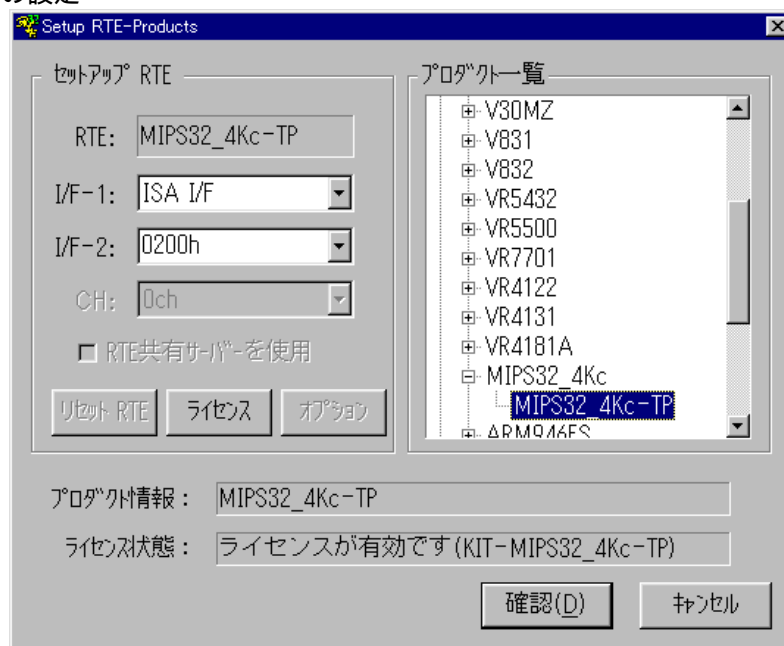 の設定
Setup RTE-Products
ｾｯﾄｱｯﾌﾟ RTE
RTE: MIPS32_4Kc-TP
I/F-1: ISA I/F
I/F-2: 0200h
CH: 0ch
RTE共有ｻｰﾊﾞｰを使用
ﾘｾｯﾄ RTE
ﾗｲｾﾝｽ
ｵﾌﾟｼｮﾝ
ﾌﾟﾛﾀﾞｸﾄ一覧
V30MZ
V831
V832
VR5432
VR5500
VR7701
VR4122
VR4131
VR4181A
MIPS32_4Kc
MIPS32_4Kc-TP
ARM946ES
ﾌﾟﾛﾀﾞｸﾄ情報： MIPS32_4Kc-TP
ﾗｲｾﾝｽ状態： ライセンスが有効です(KIT-MIPS32_4Kc-TP)
確認(D)
ｷｬﾝｾﾙ